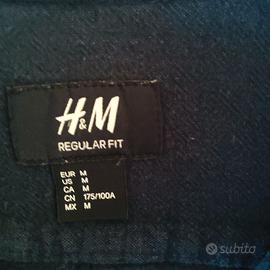 H&M
REGULAR FIT
EUR M
US M
CA M
CN 175/100A
MX M
subito